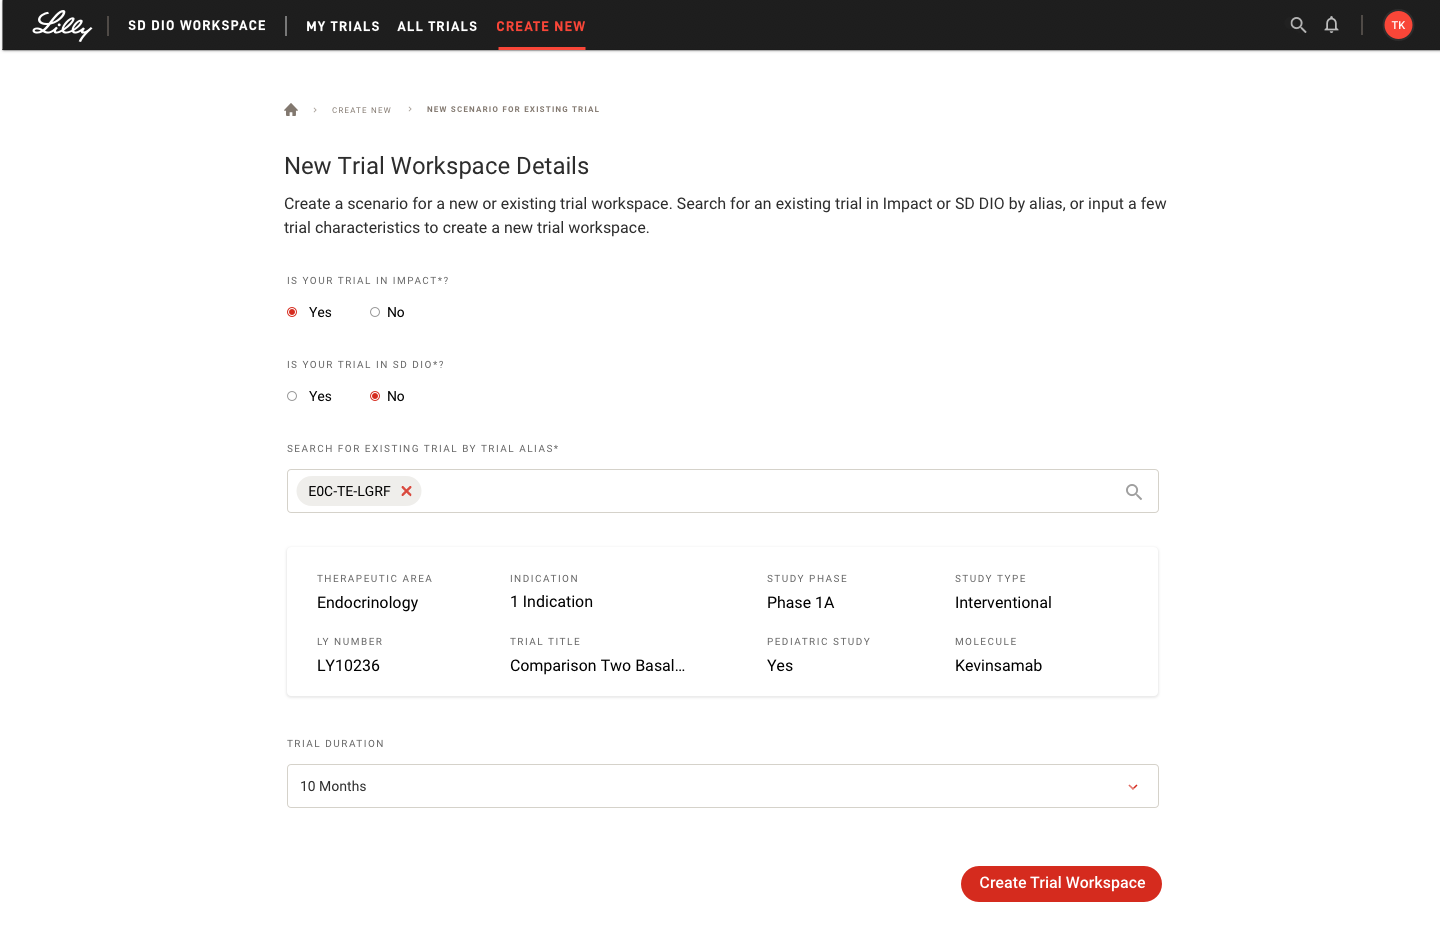 Lilly SD DIO WORKSPACE MY TRIALS ALL TRIALS CREATE NEW TK
> CREATE NEW > NEW SCENARIO FOR EXISTING TRIAL
New Trial Workspace Details
Create a scenario for a new or existing trial workspace. Search for an existing trial in Impact or SD DIO by alias, or input a few
trial characteristics to create a new trial workspace.
IS YOUR TRIAL IN IMPACT*?
Yes No
IS YOUR TRIAL IN SD DIO*?
Yes No
SEARCH FOR EXISTING TRIAL BY TRIAL ALIAS*
E0C-TE-LGRF
THERAPEUTIC AREA INDICATION STUDY PHASE STUDY TYPE
Endocrinology 1 Indication Phase 1A Interventional
LY NUMBER TRIAL TITLE PEDIATRIC STUDY MOLECULE
LY10236 Comparison Two Basal... Yes Kevinsamab
TRIAL DURATION
10 Months
Create Trial Workspace